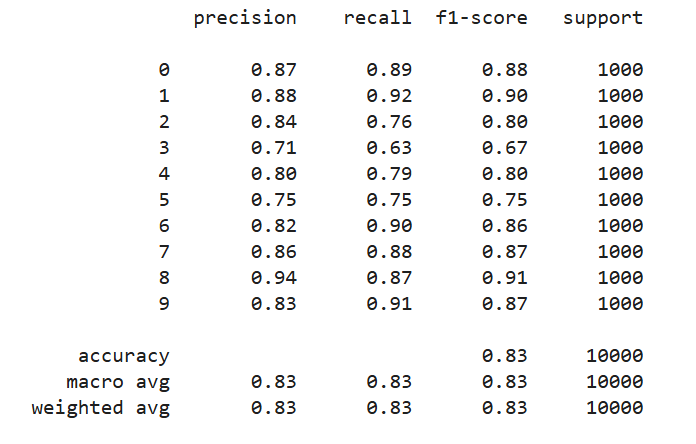 precision recall f1-score support
0 0.87 0.89 0.88 1000
1 0.88 0.92 0.90 1000
2 0.84 0.76 0.80 1000
3 0.71 0.63 0.67 1000
4 0.80 0.79 0.80 1000
5 0.75 0.75 0.75 1000
6 0.82 0.90 0.86 1000
7 0.86 0.88 0.87 1000
8 0.94 0.87 0.91 1000
9 0.83 0.91 0.87 1000
accuracy 0.83 10000
macro avg 0.83 0.83 0.83 10000
weighted avg 0.83 0.83 0.83 10000